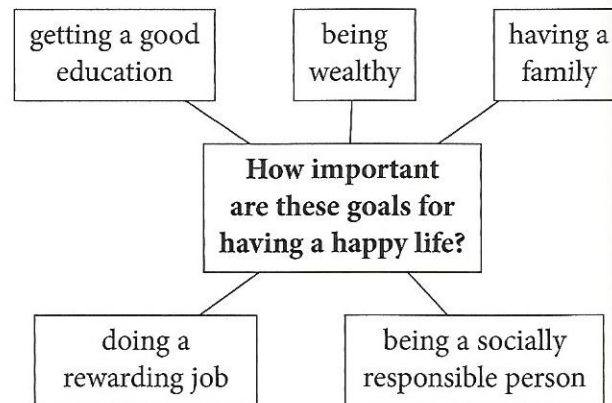 getting a good
education
being
wealthy
having a
family
How important
are these goals for
having a happy life?
doing a
rewarding job
being a socially
responsible person